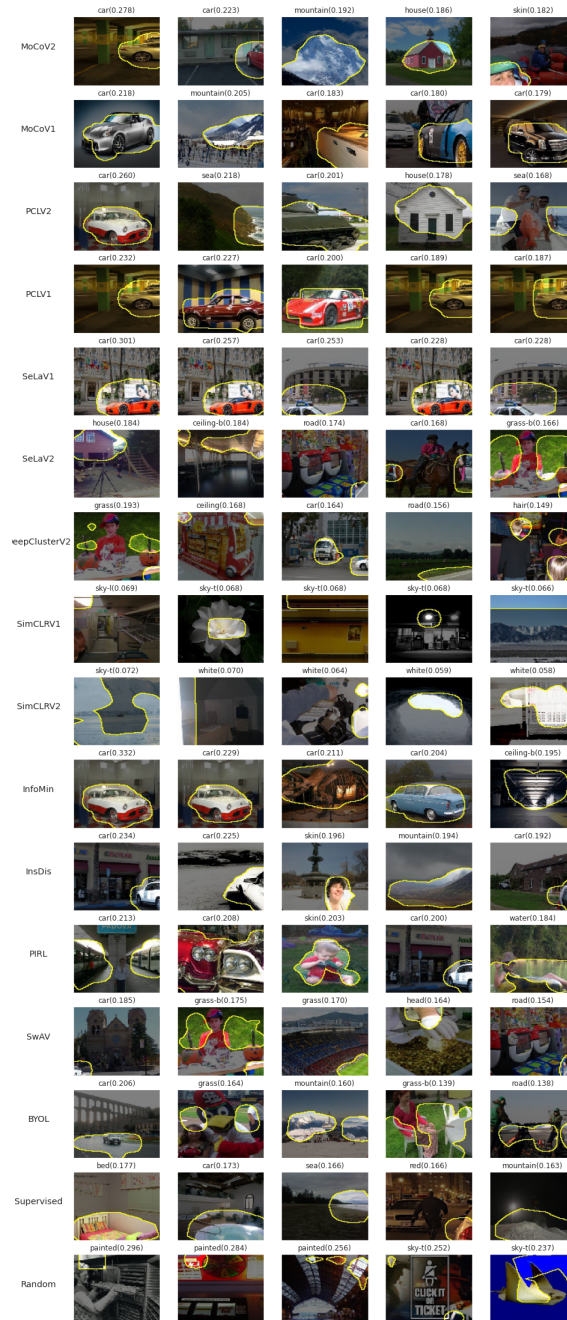 car(0.278) car(0.223) mountain(0.192) house(0.186) skin(0.182)
MoCoV2
car(0.218) mountain(0.205) car(0.183) car(0.180) car(0.179)
MoCoV1
car(0.260) sea(0.218) car(0.201) house(0.178) sea(0.168)
PCLV2
car(0.232) car(0.227) car(0.200) car(0.189) car(0.187)
PCLV1
car(0.301) car(0.257) car(0.253) car(0.228) car(0.228)
SeLaV1
house(0.184) ceiling-b(0.184) road(0.174) car(0.168) grass-b(0.166)
SeLaV2
grass(0.193) ceiling(0.168) car(0.164) road(0.156) hair(0.149)
eepClusterV2
sky-l(0.069) sky-t(0.068) sky-t(0.068) sky-t(0.068) sky-t(0.066)
SimCLRV1
sky-t(0.072) white(0.070) white(0.064) white(0.059) white(0.058)
SimCLRV2
car(0.332) car(0.229) car(0.211) car(0.204) ceiling-b(0.195)
InfoMin
car(0.234) car(0.225) skin(0.196) mountain(0.194) car(0.192)
InsDis
car(0.213) car(0.208) skin(0.203) car(0.200) water(0.184)
PIRL
car(0.185) grass-b(0.175) grass(0.170) head(0.164) road(0.154)
SwAV
car(0.206) grass(0.164) mountain(0.160) grass-b(0.139) road(0.138)
BYOL
bed(0.177) car(0.173) sea(0.166) red(0.166) mountain(0.163)
Supervised
painted(0.296) painted(0.284) painted(0.256) sky-t(0.252) sky-t(0.237)
Random
CLICK IT
OR
TICKET